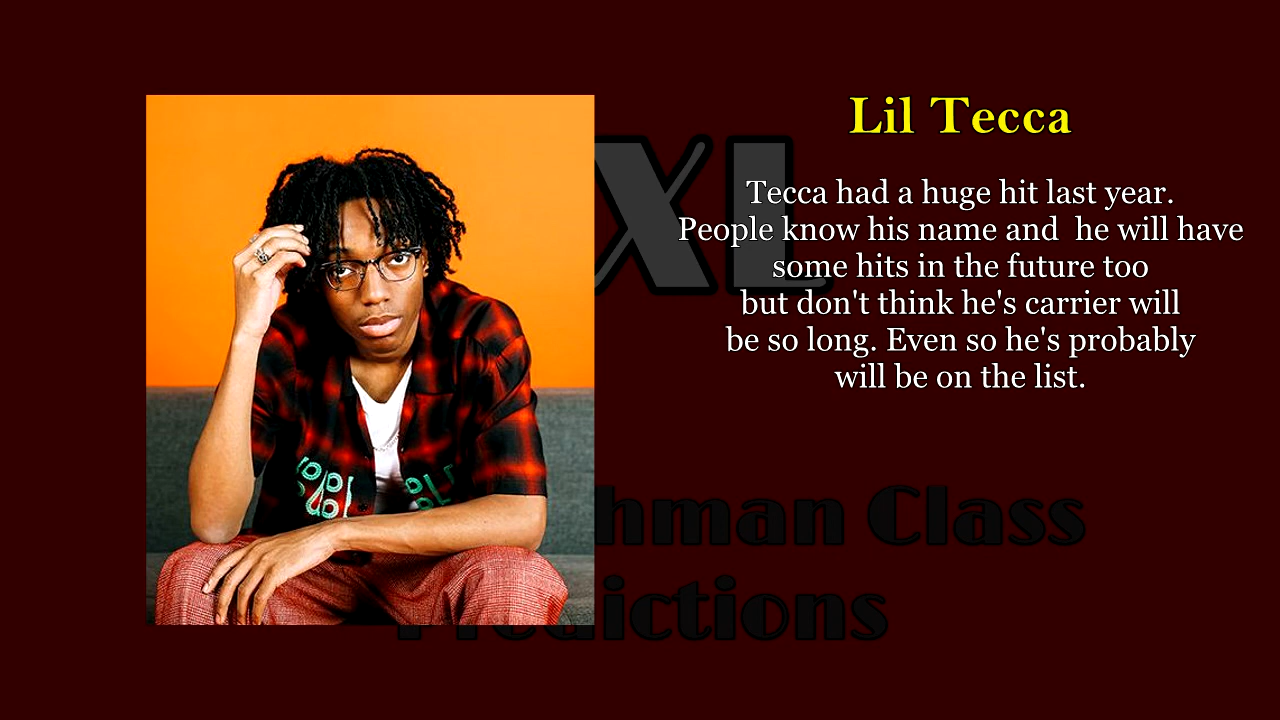 Lil Tecca
XL
Tecca had a huge hit last year.
People know his name and  he will have
some hits in the future too
but don't think he's carrier will
be so long. Even so he's probably
will be on the list.
hman Class
ictions